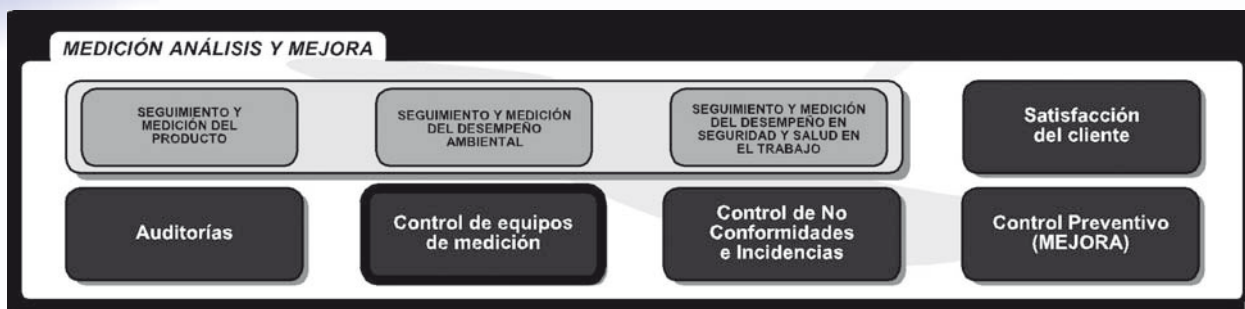 MEDICIÓN ANÁLISIS Y MEJORA
SEGUIMIENTO Y
MEDICIÓN DEL
PRODUCTO
SEGUIMIENTO Y MEDICIÓN
DEL DESEMPEÑO
AMBIENTAL
SEGUIMIENTO Y MEDICIÓN
DEL DESEMPEÑO EN
SEGURIDAD Y SALUD EN
EL TRABAJO
Satisfacción
del cliente
Auditorías
Control de equipos
de medición
Control de No
Conformidades
e Incidencias
Control Preventivo
(MEJORA)